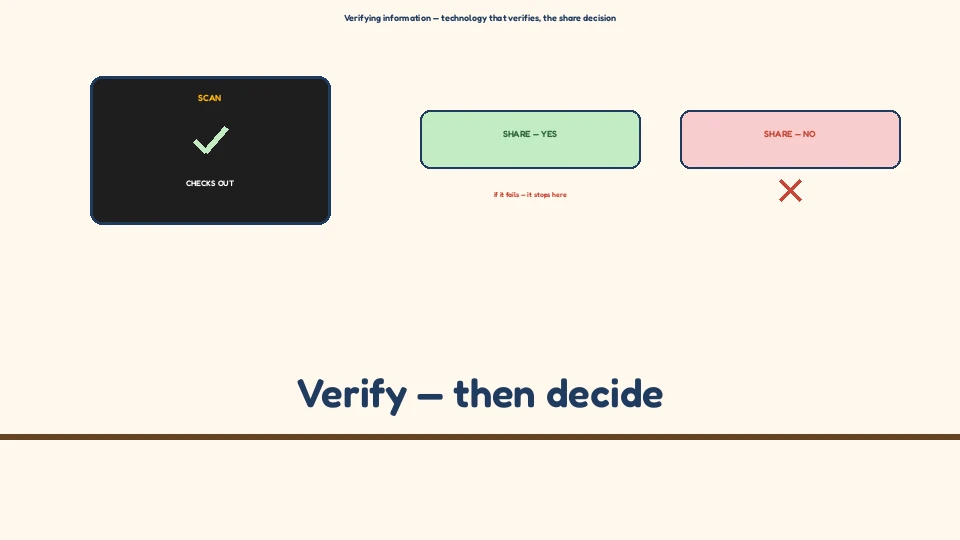 Verifying information — technology that verifies, the share decision
SCAN
CHECKS OUT
SHARE — YES
if it fails — it stops here
SHARE — NO
Verify — then decide